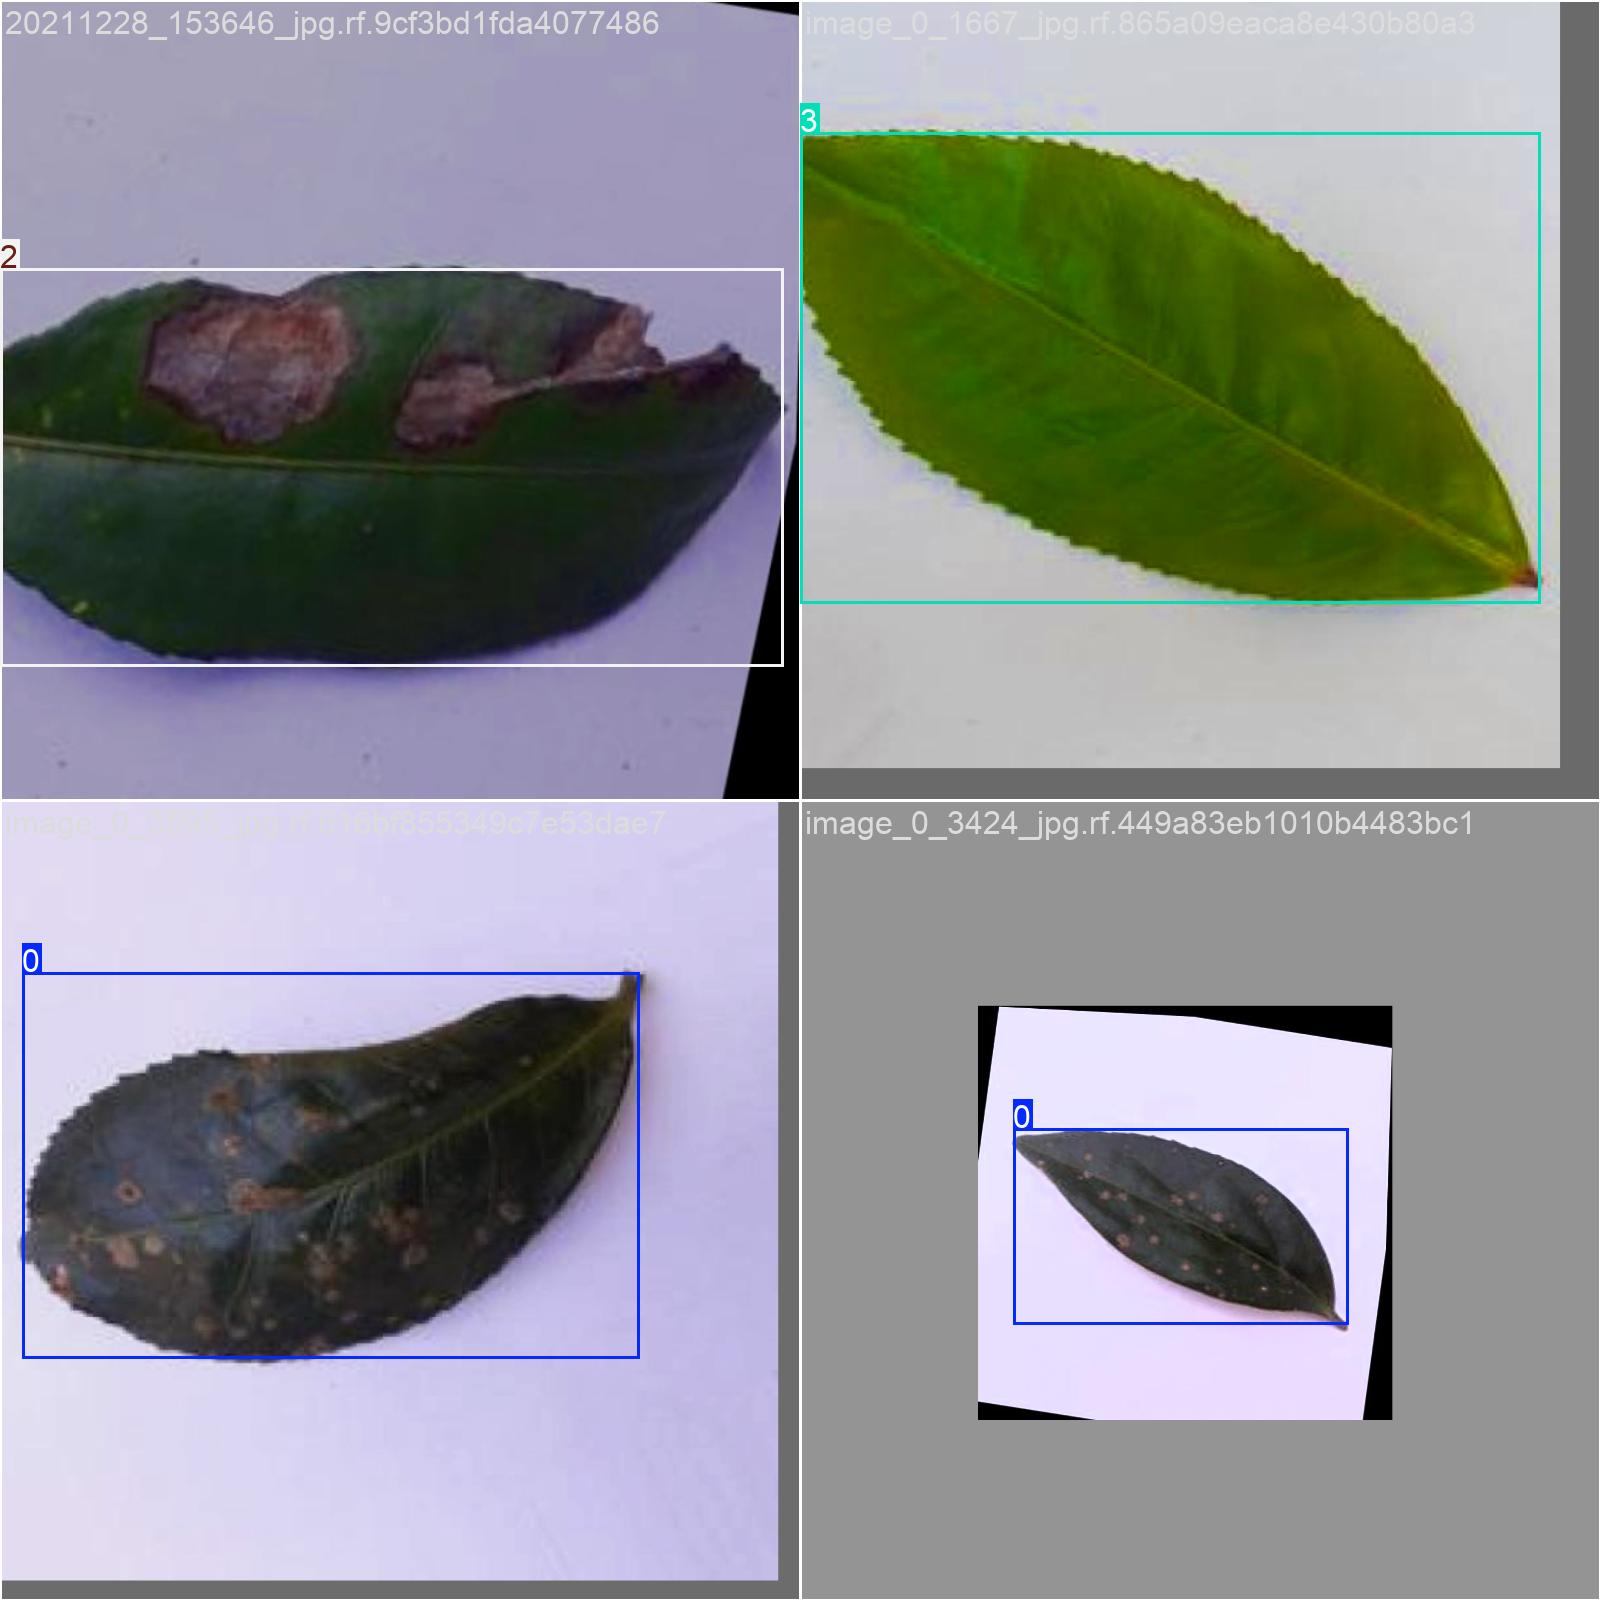 20211228_153646_jpg.rf.9cf3bd1fda4077486
image_0_1667_jpg.rf.865a09eaca8e430b80a3
3
2
0
image_0_3424_jpg.rf.449a83eb1010b4483bc1
0